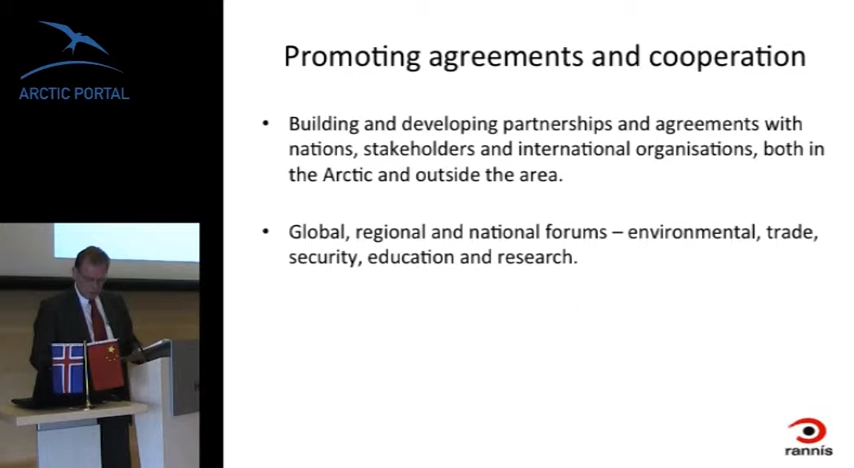 ARCTIC PORTAL
Promoting agreements and cooperation
• Building and developing partnerships and agreements with
nations, stakeholders and international organisations, both in
the Arctic and outside the area.
• Global, regional and national forums – environmental, trade,
security, education and research.
rannís